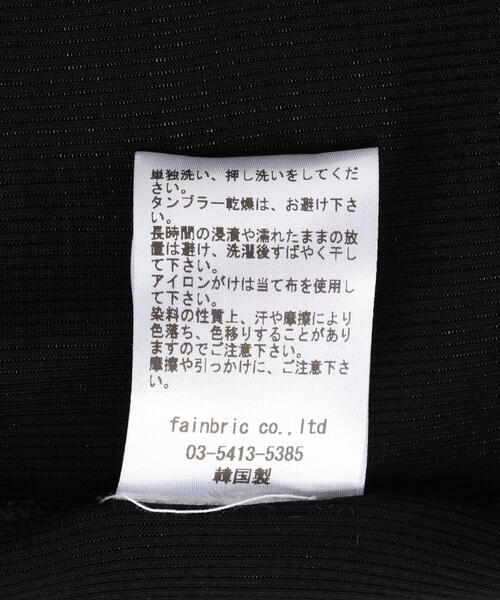 単独洗い、押し洗いをしてくだ
さい。
タンブラー乾燥は、お避け下さ
い。
長時間の浸漬や濡れたままの放
置は避け、洗濯後すばやく干し
て下さい。
アイロンがけは当て布を使用し
て下さい。
染料の性質上、汗や摩擦により
色落ち、色移りすることがあり
ますのでご注意下さい。
摩擦や引っかけに、ご注意下さ
い。
fainbric co.,ltd
03-5413-5385
韓国製